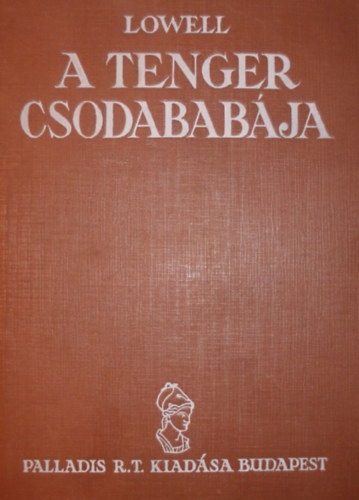 LOWELL
A TENGER
CSODABABÁJA
PALLADIS R.T. KIADÁSA BUDAPEST